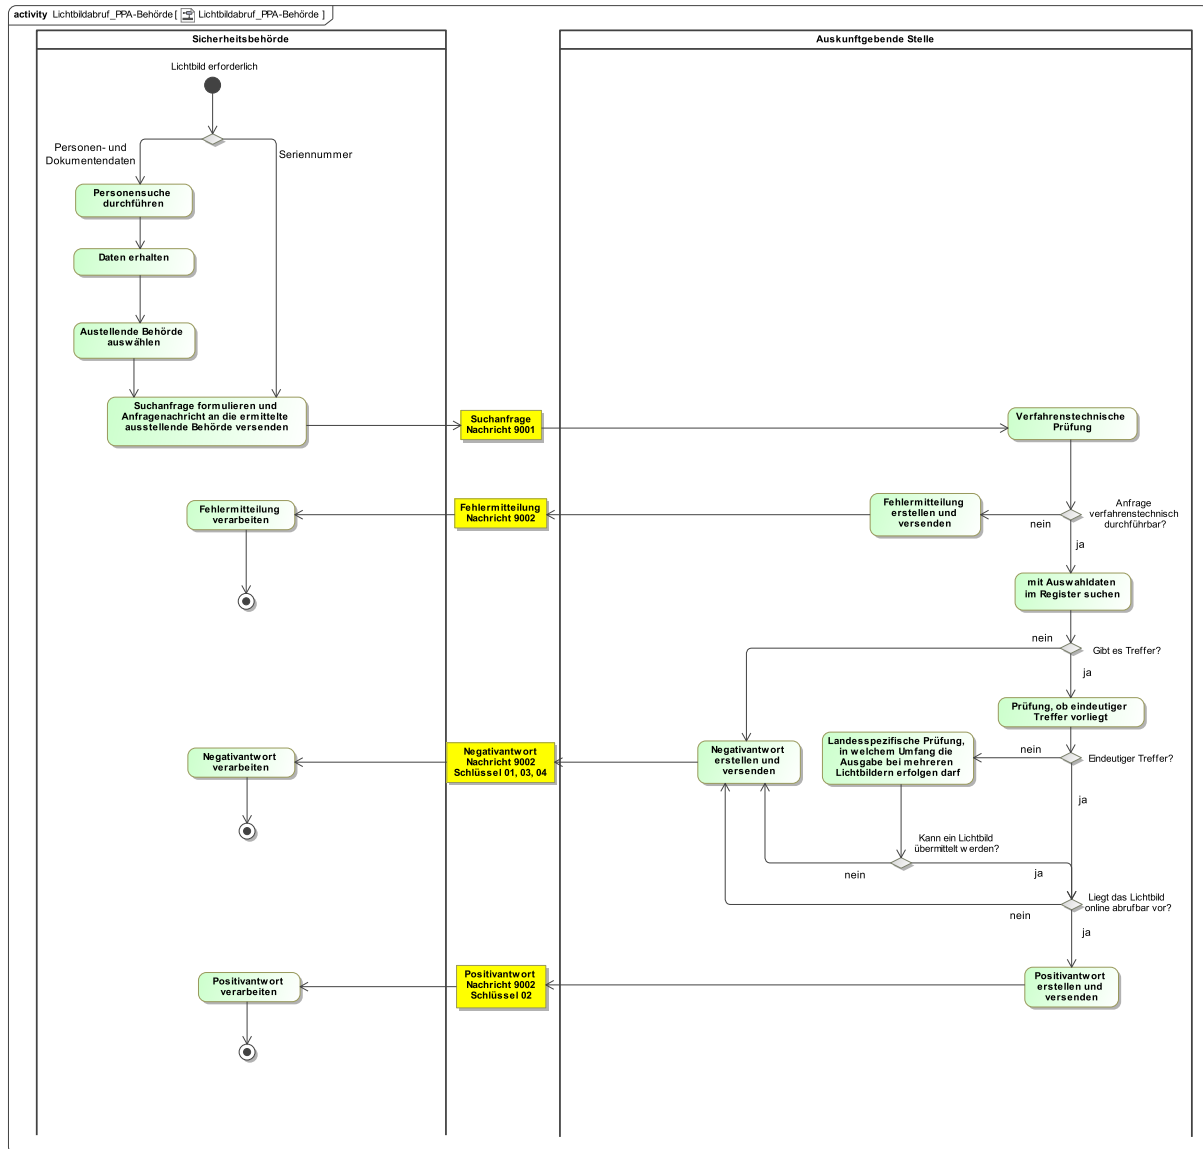 activity Lichtbildabruf_PPA-Behörde [ Lichtbildabruf_PPA-Behörde ]
Sicherheitsbehörde
Auskunftgebende Stelle
Lichtbild erforderlich
Personen- und
Dokumentendaten
Seriennummer
Personensuche
durchführen
Daten erhalten
Austellende Behörde
auswählen
Suchanfrage formulieren und
Anfragenachricht an die ermittelte
ausstellende Behörde versenden
Suchanfrage
Nachricht 9001
Verfahrenstechnische
Prüfung
Anfrage
verfahrenstechnisch
durchführbar?
nein
ja
Fehlermitteilung
erstellen und
versenden
Fehlermitteilung
Nachricht 9002
Fehlermitteilung
verarbeiten
mit Auswahldaten
im Register suchen
nein
Gibt es Treffer?
ja
Prüfung, ob eindeutiger
Treffer vorliegt
nein
Eindeutiger Treffer?
ja
Landesspezifische Prüfung,
in welchem Umfang die
Ausgabe bei mehreren
Lichtbildern erfolgen darf
Negativantwort
erstellen und
versenden
Negativantwort
Nachricht 9002
Schlüssel 01, 03, 04
Negativantwort
verarbeiten
Kann ein Lichtbild
übermittelt werden?
nein
ja
Liegt das Lichtbild
online abrufbar vor?
nein
ja
Positivantwort
erstellen und
versenden
Positivantwort
Nachricht 9002
Schlüssel 02
Positivantwort
verarbeiten